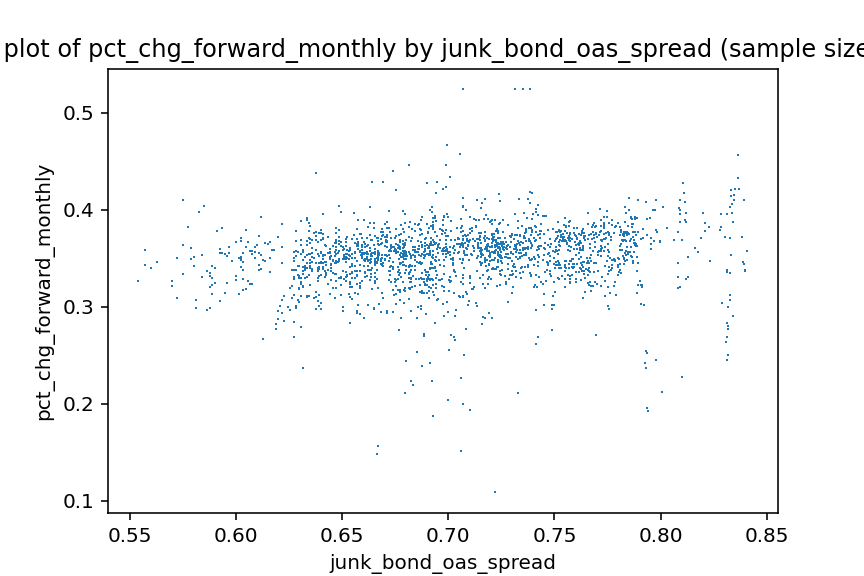 plot of pct_chg_forward_monthly by junk_bond_oas_spread (sample size
pct_chg_forward_monthly
0.5
0.4
0.3
0.2
0.1
0.55 0.60 0.65 0.70 0.75 0.80 0.85
junk_bond_oas_spread